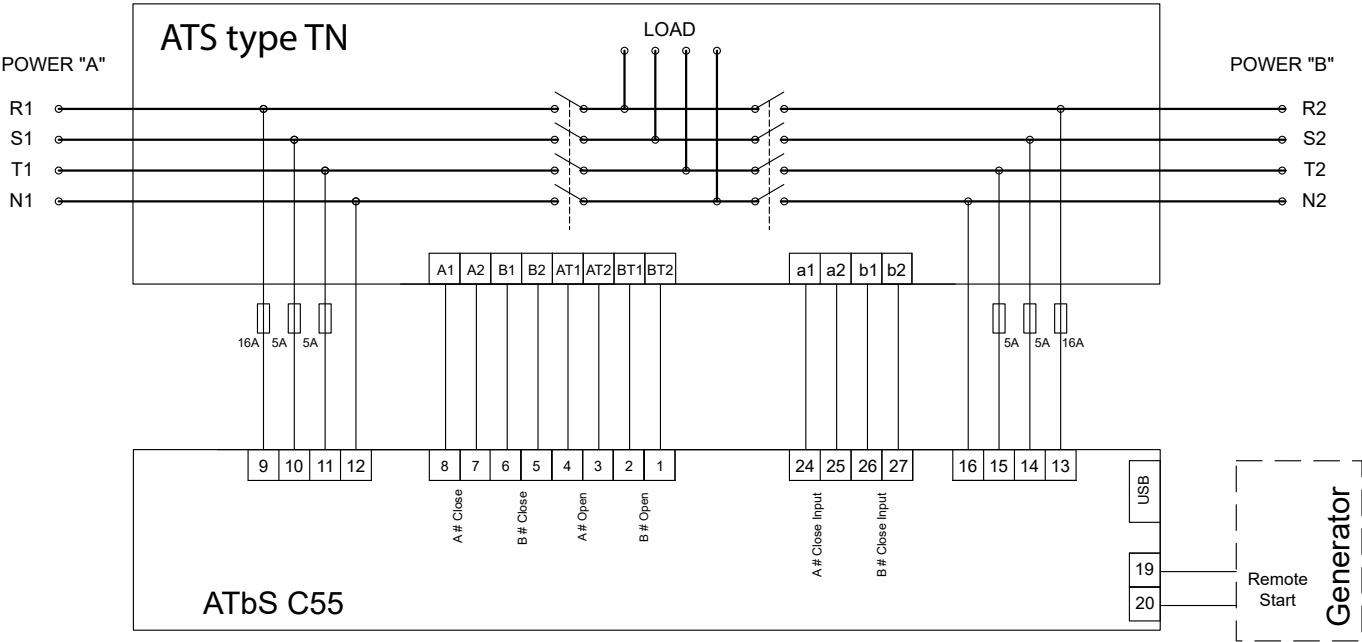 ATS type TN
LOAD
POWER "A"
POWER "B"
R1
R2
S1
S2
T1
T2
N1
N2
A1 A2 B1 B2 AT1 AT2 BT1 BT2
a1 a2 b1 b2
16A 5A 5A
5A 5A 16A
9 10 11 12
8 7 6 5 4 3 2 1
24 25 26 27
16 15 14 13
A # Close
B # Close
A # Open
B # Open
A # Close Input
B # Close Input
USB
19
20
Remote
Start
Generator
ATbS C55